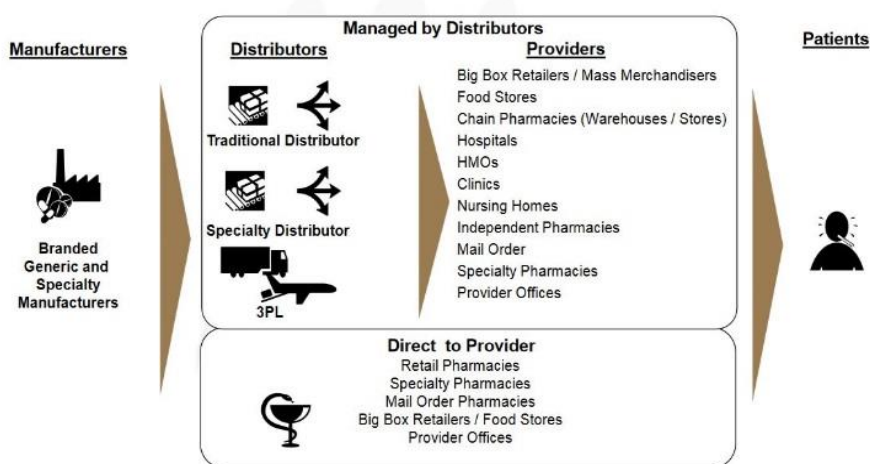 Managed by Distributors
Manufacturers
Distributors
Providers
Patients
Traditional Distributor
Specialty Distributor
3PL
Big Box Retailers / Mass Merchandisers
Food Stores
Chain Pharmacies (Warehouses / Stores)
Hospitals
HMOs
Clinics
Nursing Homes
Independent Pharmacies
Mail Order
Specialty Pharmacies
Provider Offices
Branded
Generic and
Specialty
Manufacturers
Direct to Provider
Retail Pharmacies
Specialty Pharmacies
Mail Order Pharmacies
Big Box Retailers / Food Stores
Provider Offices